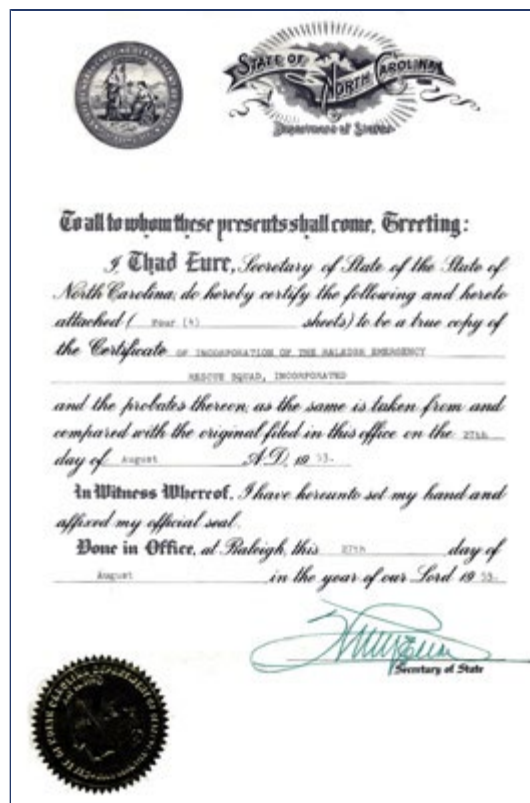 STATE OF NORTH CAROLINA
Department of State
To all to whom these presents shall come, Greeting:
I, Thad Eure, Secretary of State of the State of
North Carolina, do hereby certify the following and hereto
attached ( Four (4) sheets) to be a true copy of
the Certificate OF INCORPORATION OF THE RALEIGH EMERGENCY
RESCUE SQUAD, INCORPORATED
and the probates thereon, as the same is taken from and
compared with the original filed in this office on the 27th
day of August A.D. 19 53.
In Witness Whereof, I have hereunto set my hand and
affixed my official seal.
Done in Office, at Raleigh, this 27th day of
August in the year of our Lord 19 53.
Secretary of State